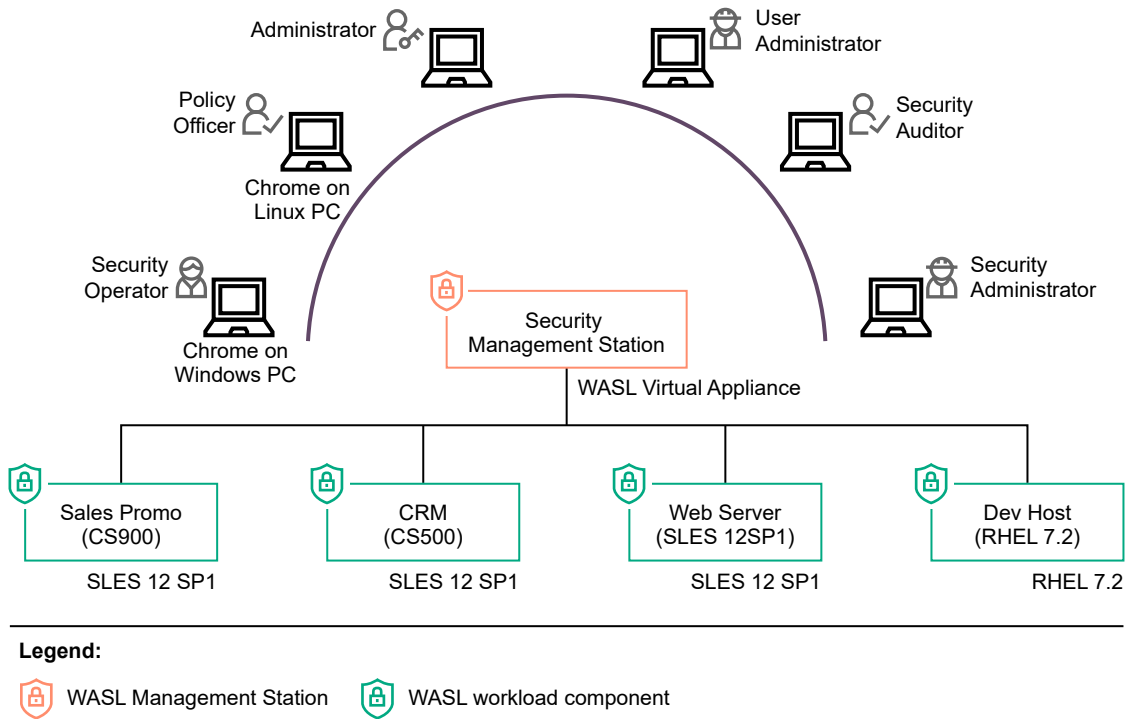 Administrator
User
Administrator
Policy
Officer
Security
Auditor
Chrome on
Linux PC
Security
Operator
Security
Administrator
Chrome on
Windows PC
Security
Management Station
WASL Virtual Appliance
Sales Promo
(CS900)
CRM
(CS500)
Web Server
(SLES 12SP1)
Dev Host
(RHEL 7.2)
SLES 12 SP1
SLES 12 SP1
SLES 12 SP1
RHEL 7.2
Legend:
WASL Management Station
WASL workload component